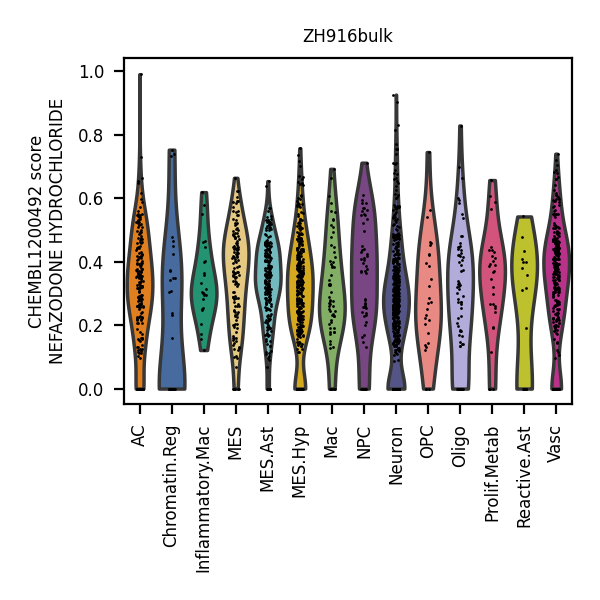 ZH916bulk
CHEMBL1200492 score
NEFAZODONE HYDROCHLORIDE
1.0
0.8
0.6
0.4
0.2
0.0
AC
Chromatin.Reg
Inflammatory.Mac
MES
MES.Ast
MES.Hyp
Mac
NPC
Neuron
OPC
Oligo
Prolif.Metab
Reactive.Ast
Vasc